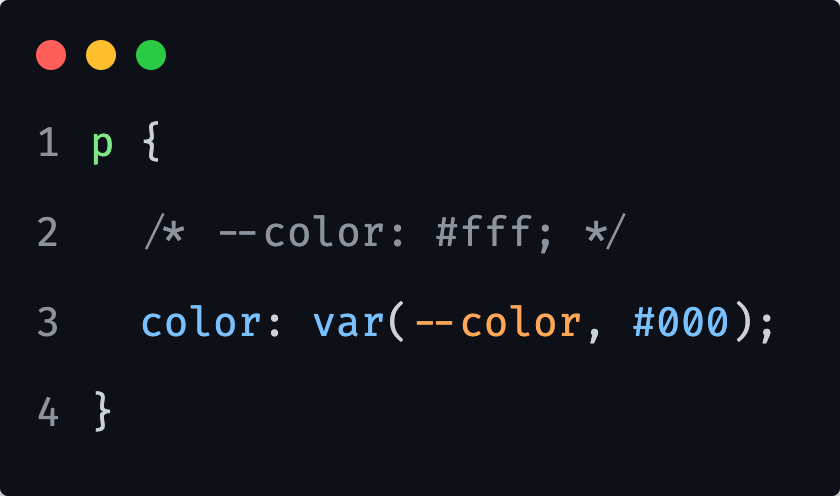 1 p {
2   /* --color: #fff; */
3   color: var(--color, #000);
4 }